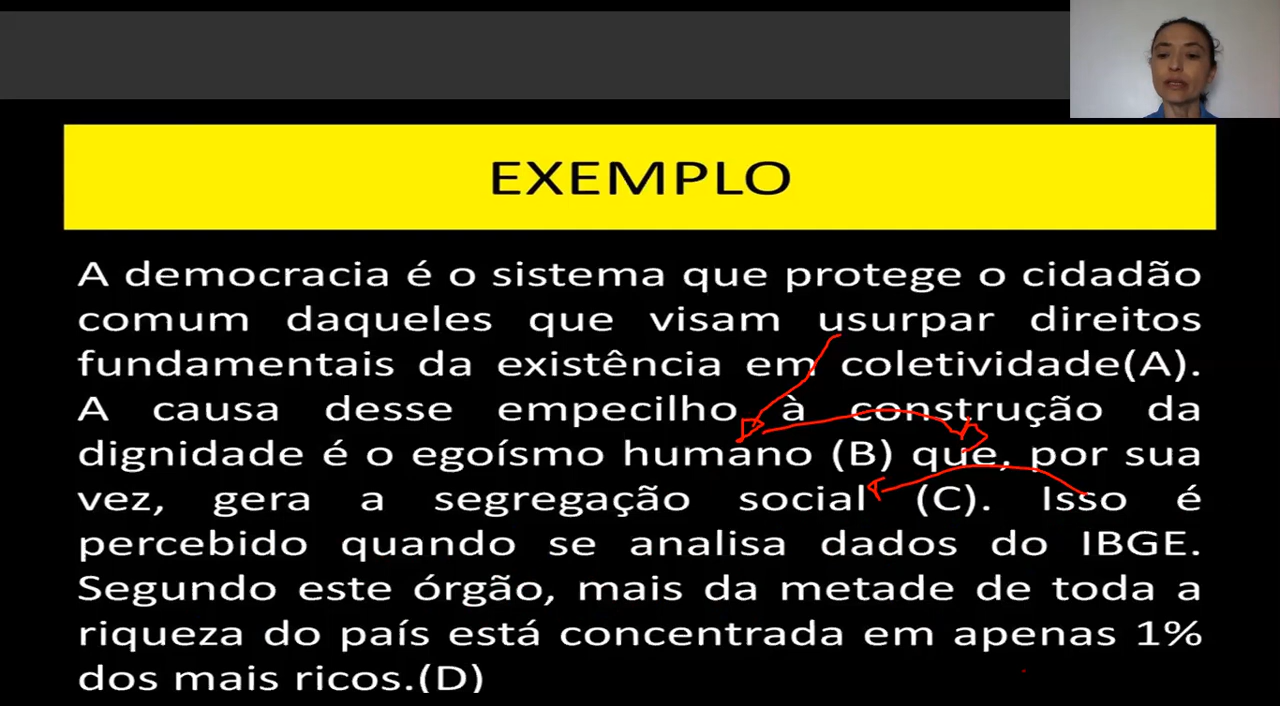 EXEMPLO
A democracia é o sistema que protege o cidadão
comum daqueles que visam usurpar direitos
fundamentais da existência em coletividade(A).
A causa desse empecilho à construção da
dignidade é o egoísmo humano (B) que, por sua
vez, gera a segregação social (C). Isso é
percebido quando se analisa dados do IBGE.
Segundo este órgão, mais da metade de toda a
riqueza do país está concentrada em apenas 1%
dos mais ricos.(D)